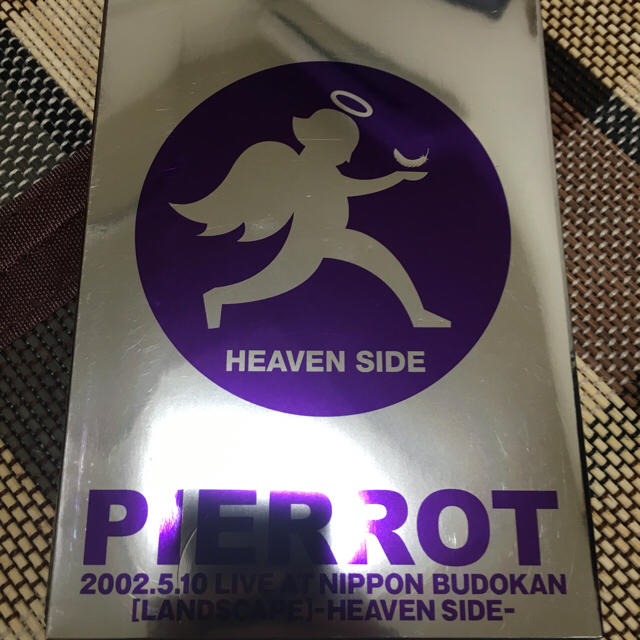 HEAVEN SIDE
PIERROT
2002.5.10 LIVE AT NIPPON BUDOKAN
[LANDSCAPE]-HEAVEN SIDE-